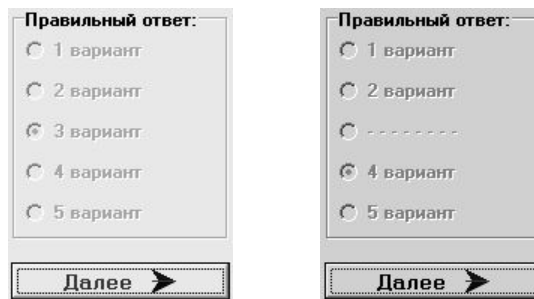 Правильный ответ:
1 вариант
2 вариант
3 вариант
4 вариант
5 вариант
Далее
Правильный ответ:
1 вариант
2 вариант
- - - - - - - -
4 вариант
5 вариант
Далее